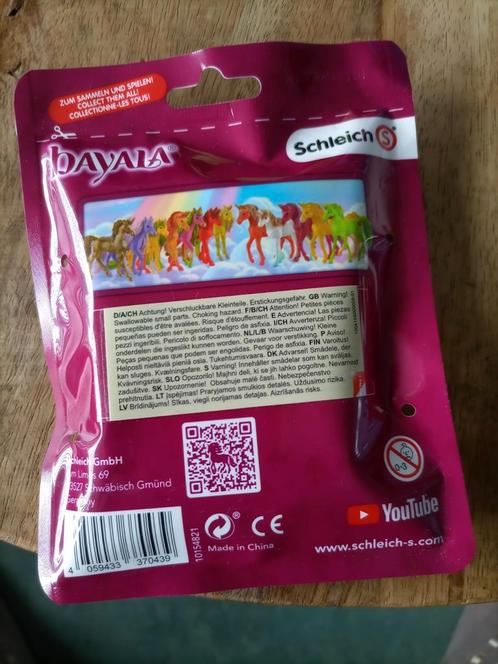 ZUM SAMMELN UND SPIELEN!
COLLECT THEM ALL!
COLLECTIONNE-LES TOUS!
bayala®
Schleich S
D/A/CH Achtung! Verschluckbare Kleinteile. Erstickungsgefahr. GB Warning!
Swallowable small parts. Choking hazard. F/B/CH Attention! Petites pièces
susceptibles d'être avalées. Risque d'étouffement. E Advertencia! Las piezas
pequeñas pueden ser ingeridas. Peligro de asfixia. I/CH Avvertenza! Piccoli
pezzi ingeribili. Pericolo di soffocamento. NL/L/B Waarschuwing! Kleine
onderdelen die ingeslikt kunnen worden. Gevaar voor verstikking. P Aviso!
Peças pequenas que podem ser engolidas. Perigo de asfixia. FIN Varoitus!
Helposti nieltäviä pieniä osia. Tukehtumisvaara. DK Advarsel! Smådele, der
kan sluges. Kvælningsfare. S Varning! Innehåller smådelar som kan sväljas.
Kvävningsrisk. SLO Opozorilo! Majhni deli, ki se jih lahko pogoltne. Nevarnost
zadušitve. SK Upozornenie! Obsahuje malé časti. Nebezpečenstvo
prehltnutia. LT Įspėjimas! Praryjamos smulkios detalės. Uždusimo rizika.
LV Brīdinājums! Sīkas, viegli norijamas detaļas. Aizrīšanās risks.
Schleich GmbH
Am Limes 69
73527 Schwäbisch Gmünd
Germany
0-3
YouTube
www.schleich-s.com
CE
Made in China
10154821
4 059433 370439